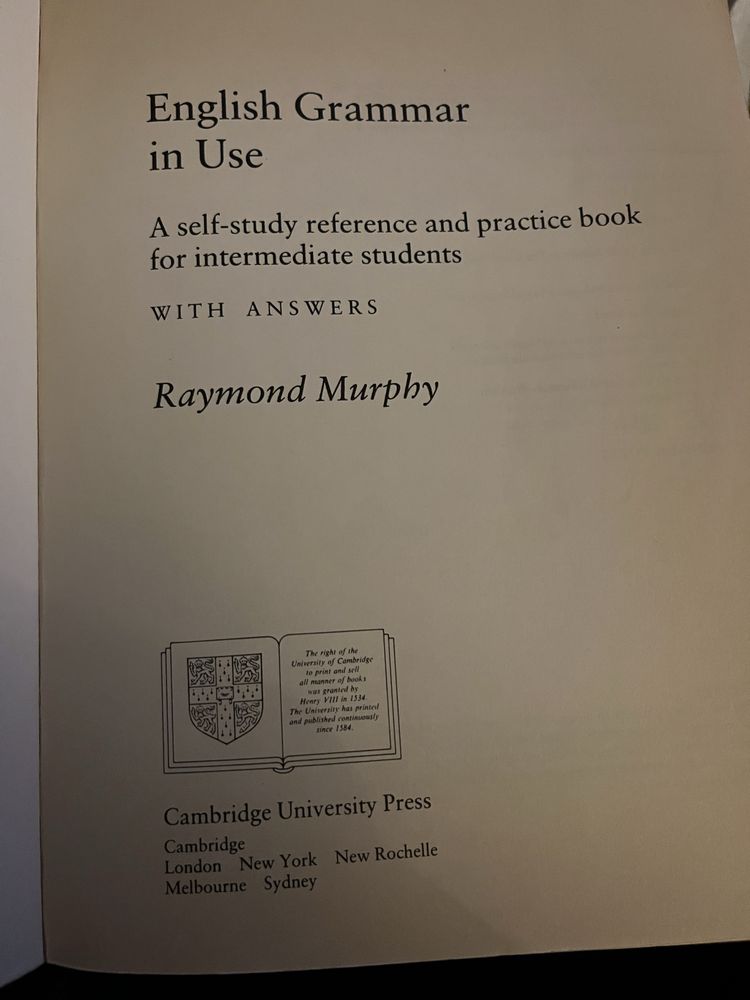 English Grammar
in Use
A self-study reference and practice book
for intermediate students
WITH ANSWERS
Raymond Murphy
The right of the
University of Cambridge
to print and sell
all manner of books
was granted by
Henry VIII in 1534.
The University has printed
and published continuously
since 1584.
Cambridge University Press
Cambridge
London New York New Rochelle
Melbourne Sydney